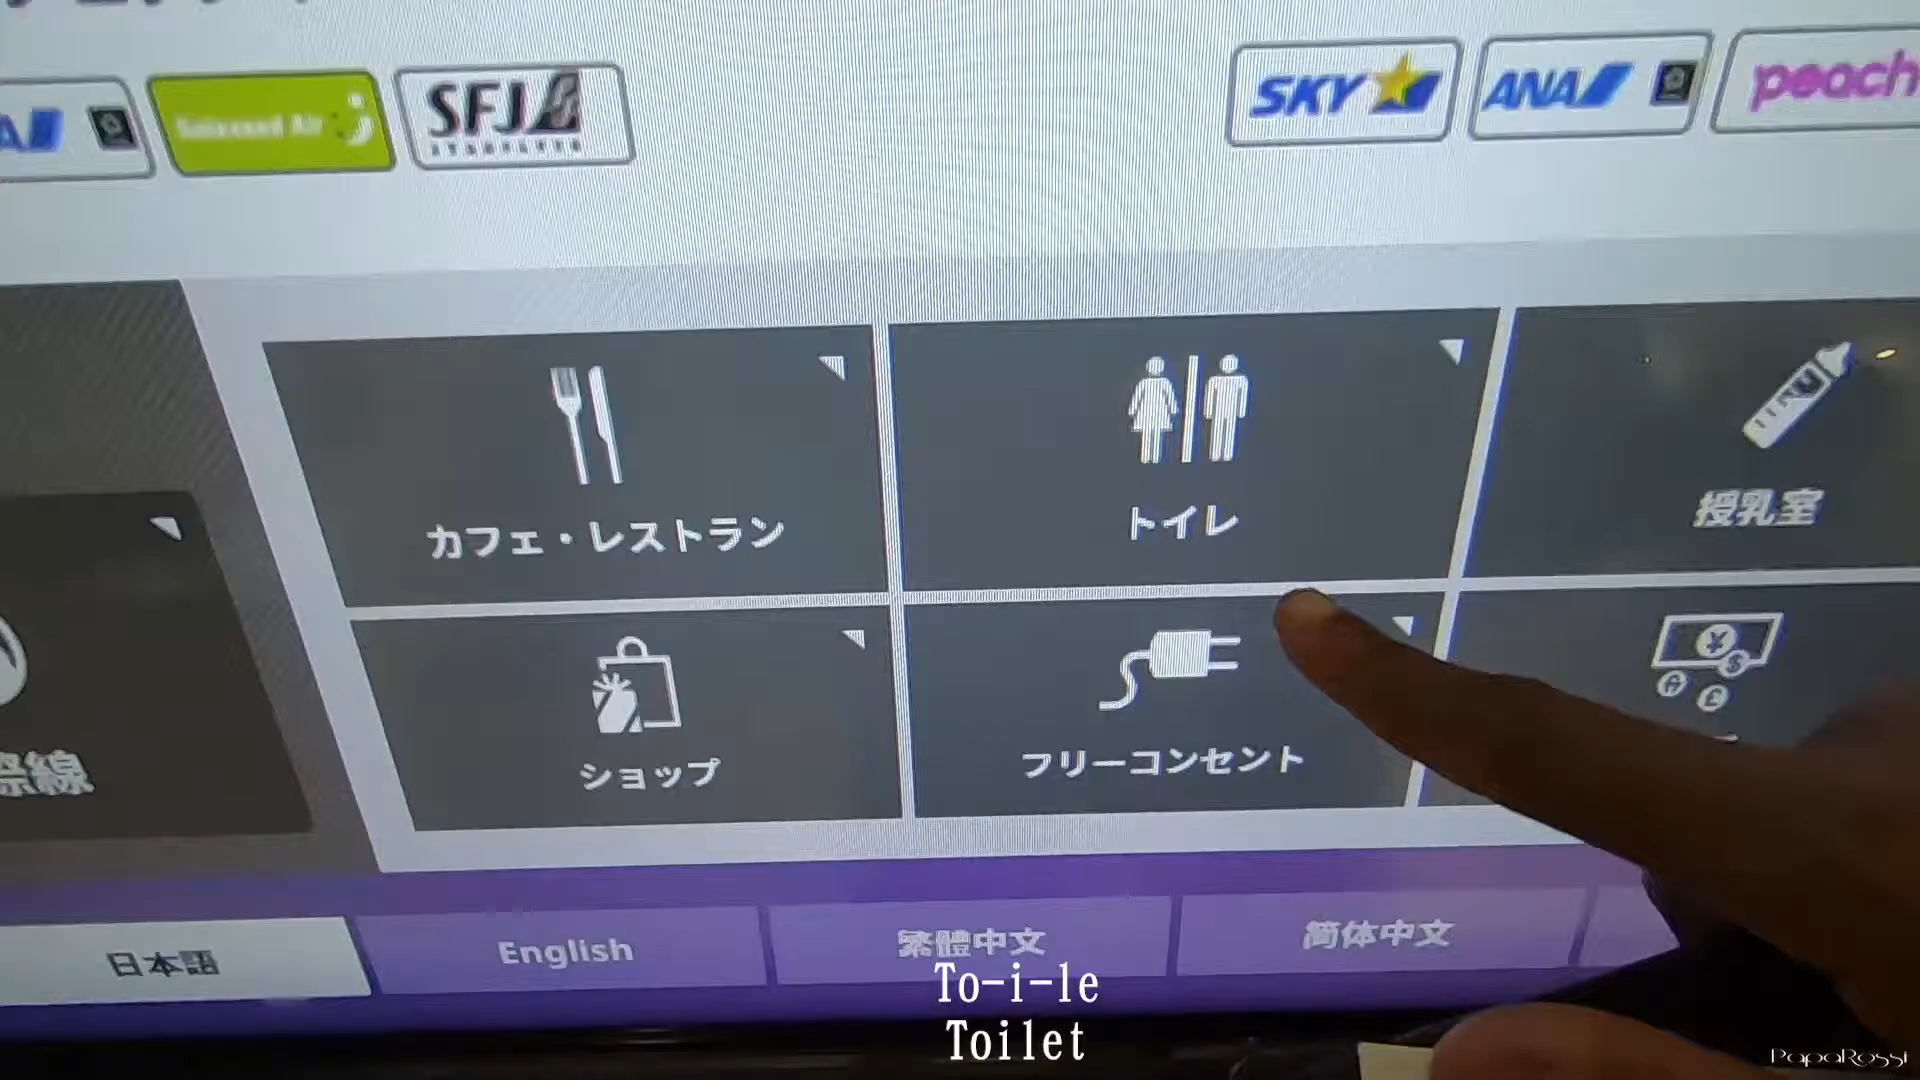 SFJ
STARFLYER
SKY
ANA
peach
カフェ・レストラン
トイレ
授乳室
ショップ
フリーコンセント
日本語
English
繁體中文
简体中文
To-i-le
Toilet
PapaRossi